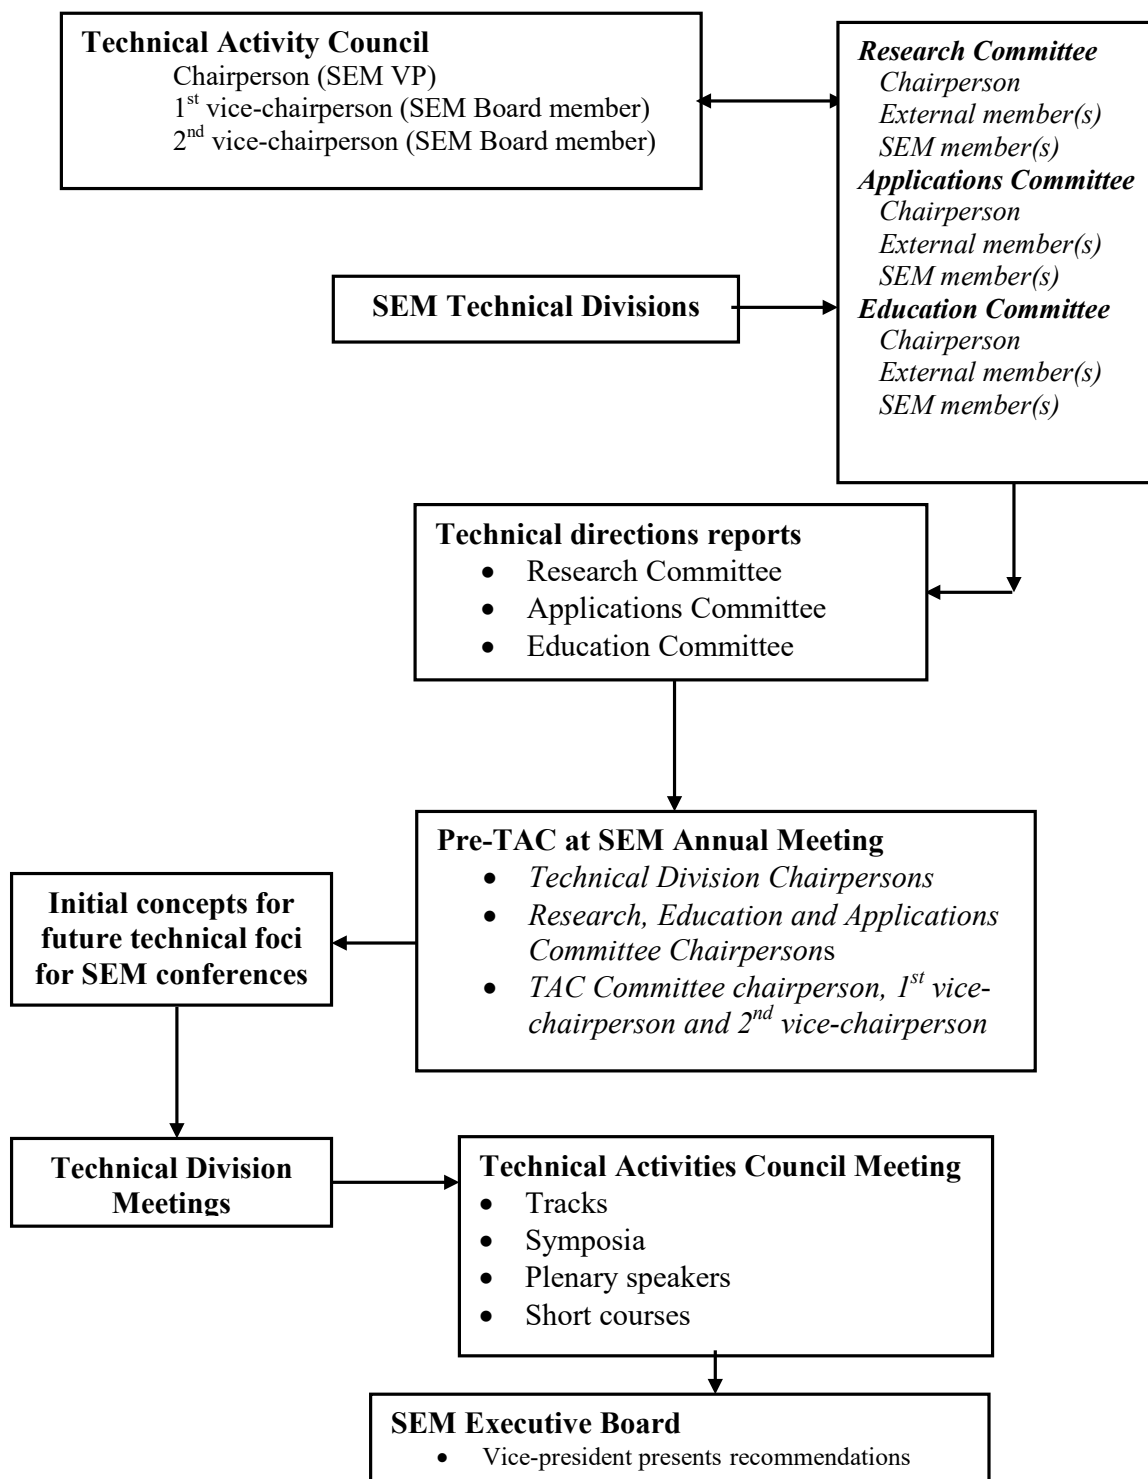 Technical Activity Council
Chairperson (SEM VP)
1st vice-chairperson (SEM Board member)
2nd vice-chairperson (SEM Board member)
Research Committee
Chairperson
External member(s)
SEM member(s)
Applications Committee
Chairperson
External member(s)
SEM member(s)
Education Committee
Chairperson
External member(s)
SEM member(s)
SEM Technical Divisions
Technical directions reports
• Research Committee
• Applications Committee
• Education Committee
Pre-TAC at SEM Annual Meeting
• Technical Division Chairpersons
• Research, Education and Applications
Committee Chairpersons
• TAC Committee chairperson, 1st vice-
chairperson and 2nd vice-chairperson
Initial concepts for
future technical foci
for SEM conferences
Technical Division
Meetings
Technical Activities Council Meeting
• Tracks
• Symposia
• Plenary speakers
• Short courses
SEM Executive Board
• Vice-president presents recommendations